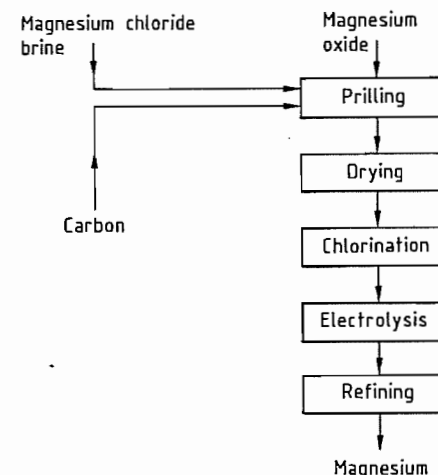 Magnesium chloride
brine
Magnesium
oxide
Prilling
Drying
Carbon
Chlorination
Electrolysis
Refining
Magnesium